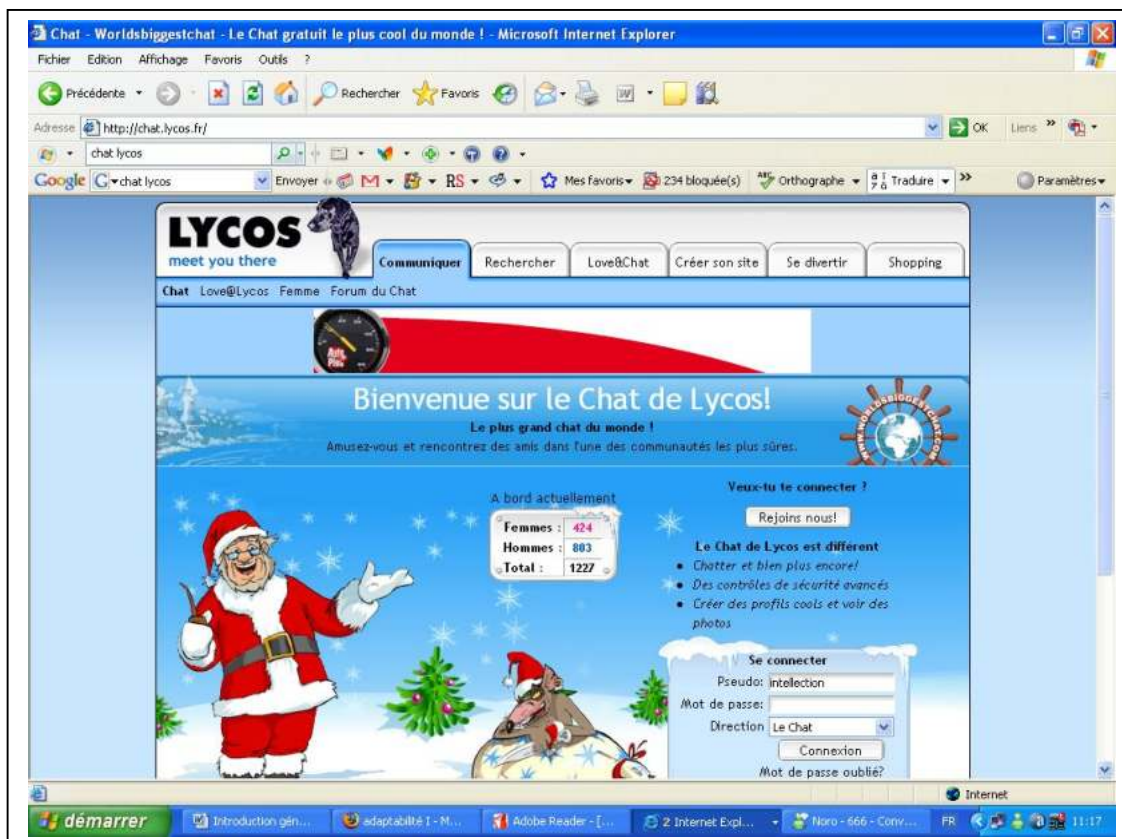 Chat - Worldsbiggestchat - Le Chat gratuit le plus cool du monde ! - Microsoft Internet Explorer
Fichier Edition Affichage Favoris Outils ?
Précédente Rechercher Favoris
Adresse http://chat.lycos.fr/ OK Liens »
chat lycos
Google G chat lycos Envoyer RS Mes favoris 234 bloquée(s) Orthographe Traduire » Paramètres
LYCOS
meet you there
Communiquer Rechercher Love&Chat Créer son site Se divertir Shopping
Chat Love@Lycos Femme Forum du Chat
Bienvenue sur le Chat de Lycos!
Le plus grand chat du monde !
Amusez-vous et rencontrez des amis dans l'une des communautés les plus sûres.
WWW.WORLDSBIGGESTCHAT.COM
A bord actuellement
Femmes : 424
Hommes : 803
Total : 1227
Veux-tu te connecter ?
Rejoins nous!
Le Chat de Lycos est différent
• Chatter et bien plus encore!
• Des contrôles de sécurité avancés
• Créer des profils cools et voir des
photos
Se connecter
Pseudo: intellection
Mot de passe:
Direction Le Chat
Connexion
Mot de passe oublié?
Internet
démarrer Introduction gén... adaptabilté I - M... Adobe Reader - [... 2 Internet Expl... Noro - 666 - Conv... FR 11:17